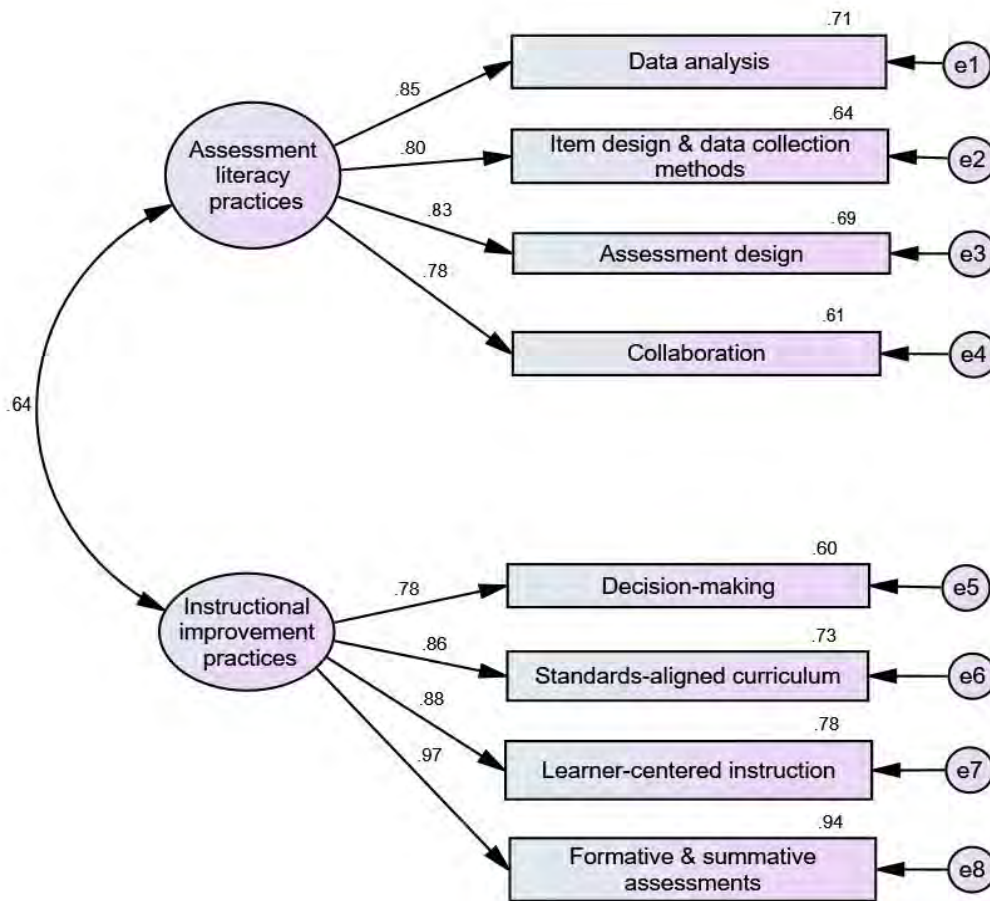 .71
Data analysis
e1
.85
.64
Assessment
literacy
practices
.80
Item design & data collection
methods
e2
.83
.69
Assessment design
e3
.78
.61
Collaboration
e4
.64
.60
Decision-making
e5
.78
Instructional
improvement
practices
.86
.73
Standards-aligned curriculum
e6
.88
.78
Learner-centered instruction
e7
.97
.94
Formative & summative
assessments
e8